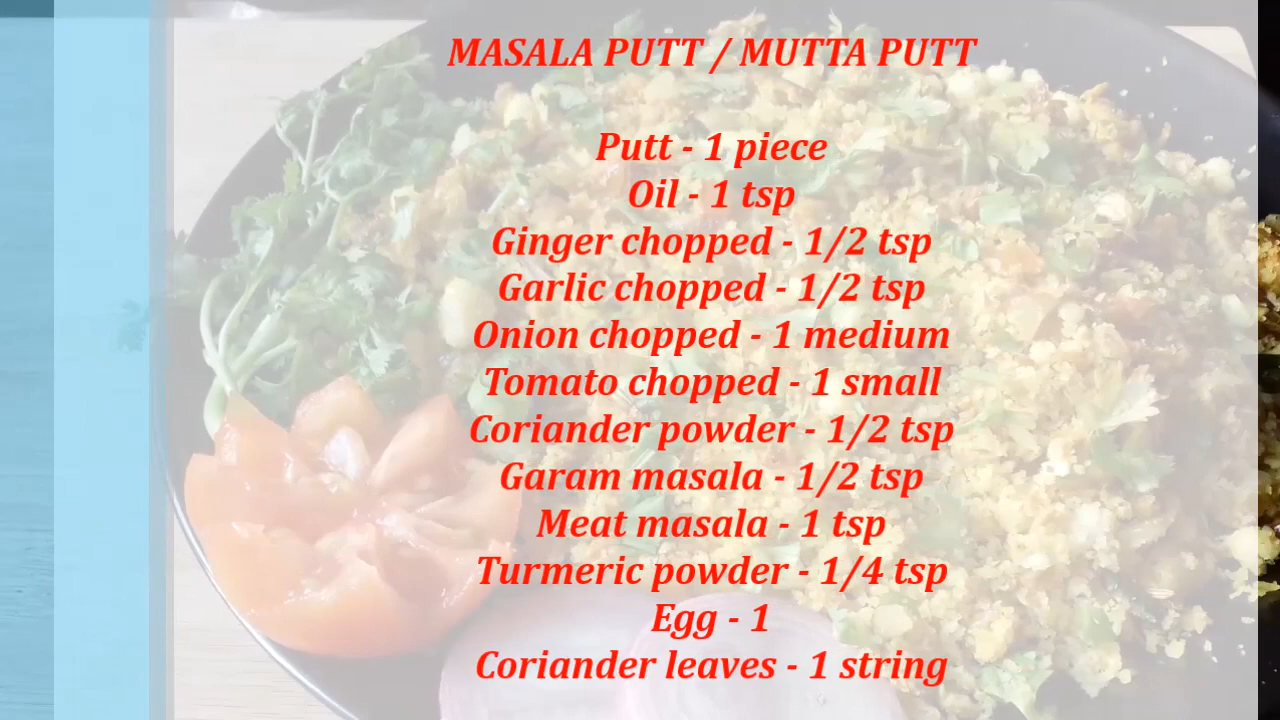 MASALA PUTT / MUTTA PUTT
Putt - 1 piece
Oil - 1 tsp
Ginger chopped - 1/2 tsp
Garlic chopped - 1/2 tsp
Onion chopped - 1 medium
Tomato chopped - 1 small
Coriander powder - 1/2 tsp
Garam masala - 1/2 tsp
Meat masala - 1 tsp
Turmeric powder - 1/4 tsp
Egg - 1
Coriander leaves - 1 string